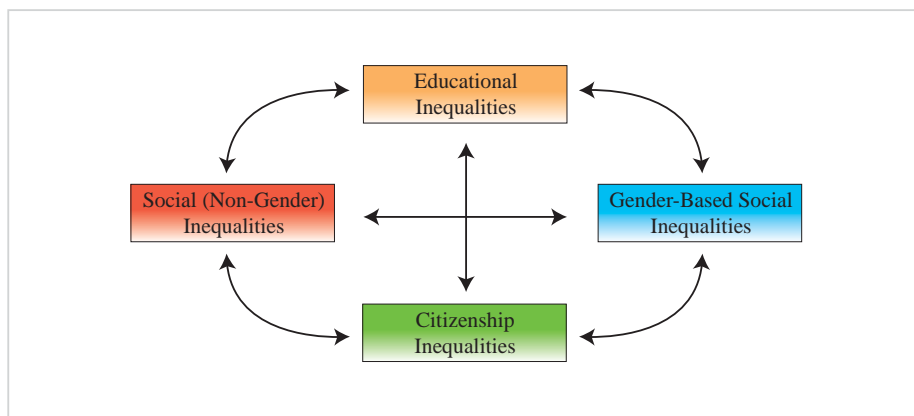 Educational
Inequalities
Social (Non-Gender)
Inequalities
Gender-Based Social
Inequalities
Citizenship
Inequalities